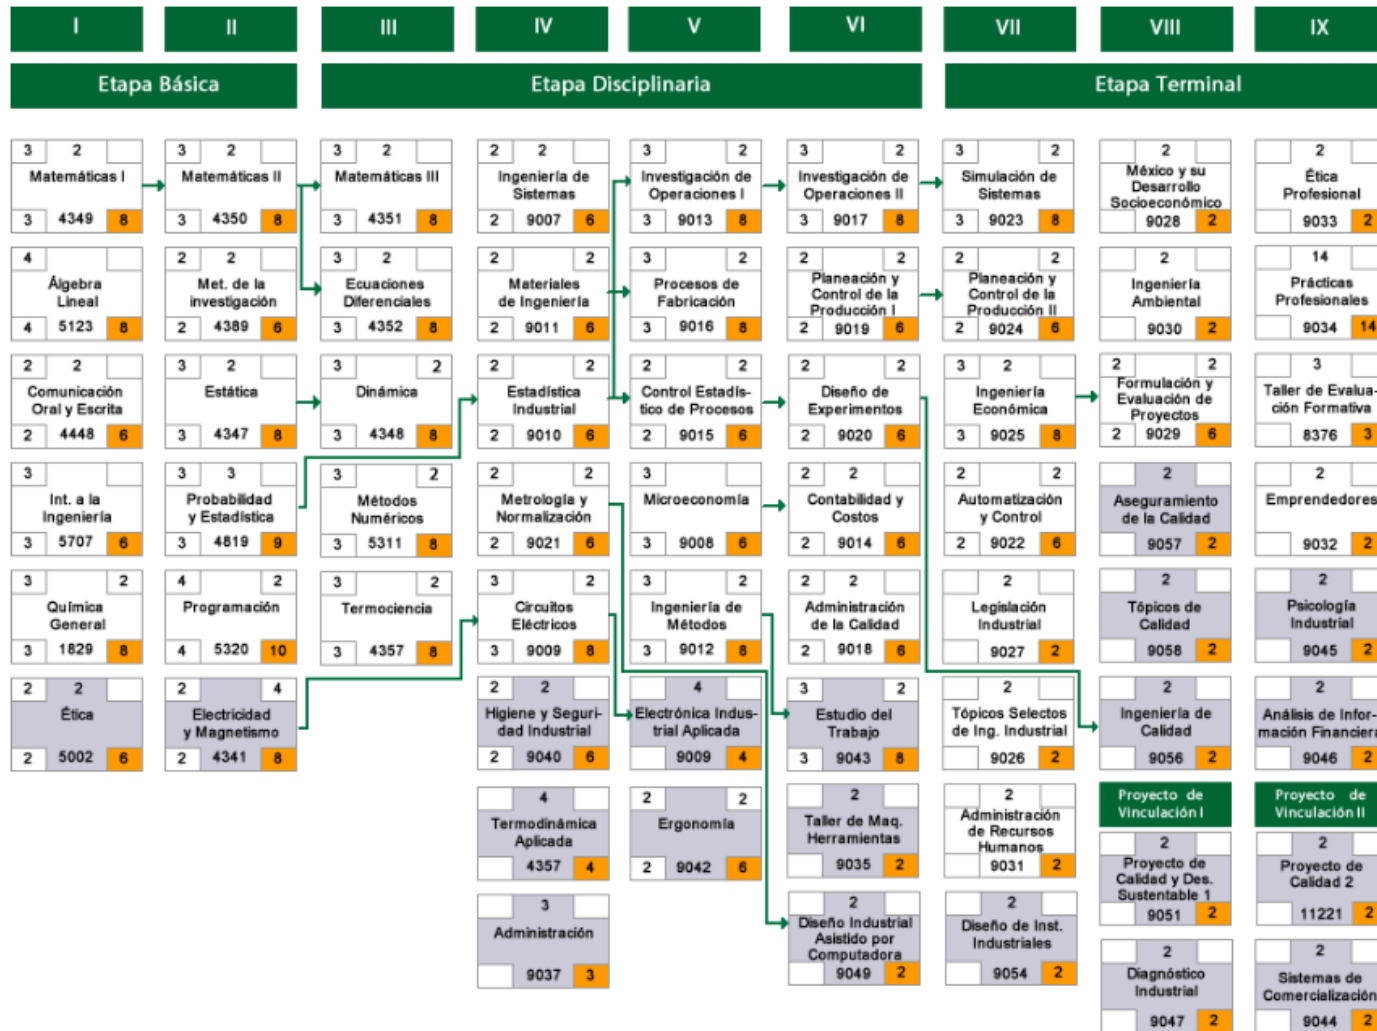 I II III IV V VI VII VIII IX
Etapa Básica Etapa Disciplinaria Etapa Terminal
3 2
Matemáticas I
3 4349 8
4
Álgebra
Lineal
4 5123 8
2 2
Comunicación
Oral y Escrita
2 4448 6
3
Int. a la
Ingeniería
3 5707 6
3 2
Química
General
3 1829 8
2 2
Ética
2 5002 6
3 2
Matemáticas II
3 4350 8
2 2
Met. de la
investigación
2 4389 6
3 2
Estática
3 4347 8
3 3
Probabilidad
y Estadística
3 4819 9
4 2
Programación
4 5320 10
2 4
Electricidad
y Magnetismo
2 4341 8
3 2
Matemáticas III
3 4351 8
3 2
Ecuaciones
Diferenciales
3 4352 8
3 2
Dinámica
3 4348 8
3 2
Métodos
Numéricos
3 5311 8
3 2
Termociencia
3 4357 8
2 2
Ingeniería de
Sistemas
2 9007 6
2 2
Materiales
de Ingeniería
2 9011 6
2 2
Estadística
Industrial
2 9010 6
2 2
Metrología y
Normalización
2 9021 6
3 2
Circuitos
Eléctricos
3 9009 8
2 2
Higiene y Seguri-
dad Industrial
2 9040 6
4
Termodinámica
Aplicada
4357 4
3
Administración
9037 3
3 2
Investigación de
Operaciones I
3 9013 8
3 2
Procesos de
Fabricación
3 9016 8
2 2
Control Estadís-
tico de Procesos
2 9015 6
3
Microeconomía
3 9008 6
3 2
Ingeniería de
Métodos
3 9012 8
4
Electrónica Indus-
trial Aplicada
9009 4
2 2
Ergonomía
2 9042 6
3 2
Investigación de
Operaciones II
3 9017 8
2 2
Planeación y
Control de la
Producción I
2 9019 6
2 2
Diseño de
Experimentos
2 9020 6
2 2
Contabilidad y
Costos
2 9014 6
2 2
Administración
de la Calidad
2 9018 6
3 2
Estudio del
Trabajo
3 9043 8
2
Taller de Maq.
Herramientas
9035 2
2
Diseño Industrial
Asistido por
Computadora
9049 2
3 2
Simulación de
Sistemas
3 9023 8
2 2
Planeación y
Control de la
Producción II
2 9024 6
3 2
Ingeniería
Económica
3 9025 8
2 2
Automatización
y Control
2 9022 6
2
Legislación
Industrial
9027 2
2
Tópicos Selectos
de Ing. Industrial
9026 2
2
Administración
de Recursos
Humanos
9031 2
2
Diseño de Inst.
Industriales
9054 2
2
México y su
Desarrollo
Socioeconómico
9028 2
2
Ingeniería
Ambiental
9030 2
2 2
Formulación y
Evaluación de
Proyectos
2 9029 6
2
Aseguramiento
de la Calidad
9057 2
2
Tópicos de
Calidad
9058 2
2
Ingeniería de
Calidad
9056 2
Proyecto de
Vinculación I
2
Proyecto de
Calidad y Des.
Sustentable 1
9051 2
2
Diagnóstico
Industrial
9047 2
2
Ética
Profesional
9033 2
14
Prácticas
Profesionales
9034 14
3
Taller de Evalua-
ción Formativa
8376 3
2
Emprendedores
9032 2
2
Psicología
Industrial
9045 2
2
Análisis de Infor-
mación Financiera
9046 2
Proyecto de
Vinculación II
2
Proyecto de
Calidad 2
11221 2
2
Sistemas de
Comercialización
9044 2